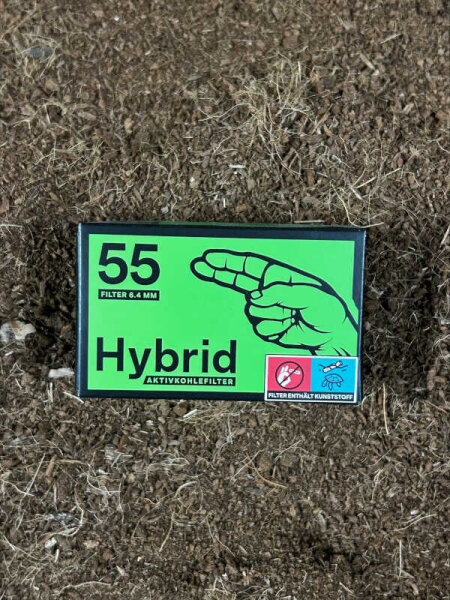 55
FILTER 6.4 MM
Hybrid
AKTIVKOHLEFILTER
FILTER ENTHÄLT KUNSTSTOFF